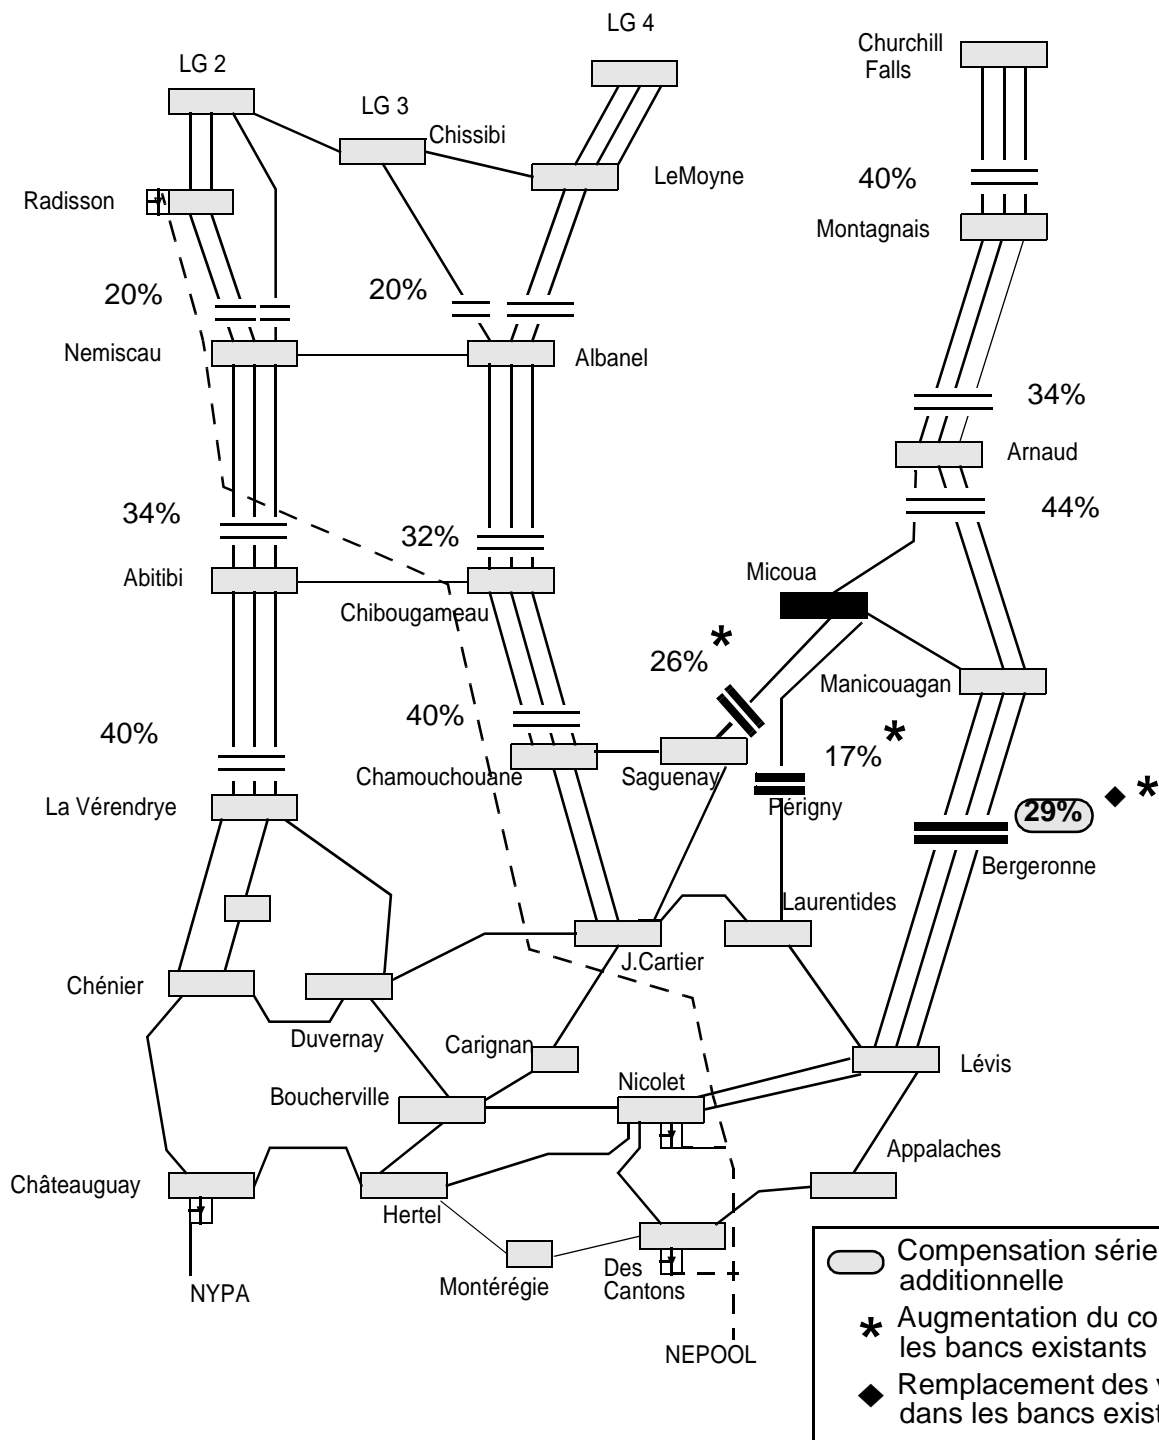 LG 4
Churchill
Falls
LG 2
LG 3
Chissibi
40%
LeMoyne
Radisson
Montagnais
20%
20%
Nemiscau
Albanel
34%
Arnaud
34%
44%
32%
Abitibi
Micoua
Chibougameau
26% *
Manicouagan
40%
40%
17% *
Chamouchouane
Saguenay
La Vérendrye
Périgny
29% ◆ *
Bergeronne
Laurentides
Chénier
J.Cartier
Duvernay
Carignan
Lévis
Boucherville
Nicolet
Appalaches
Châteauguay
Hertel
Montérégie
Des
Cantons
NYPA
NEPOOL
Compensation série
additionnelle
* Augmentation du co
les bancs existants
◆ Remplacement des
dans les bancs exist